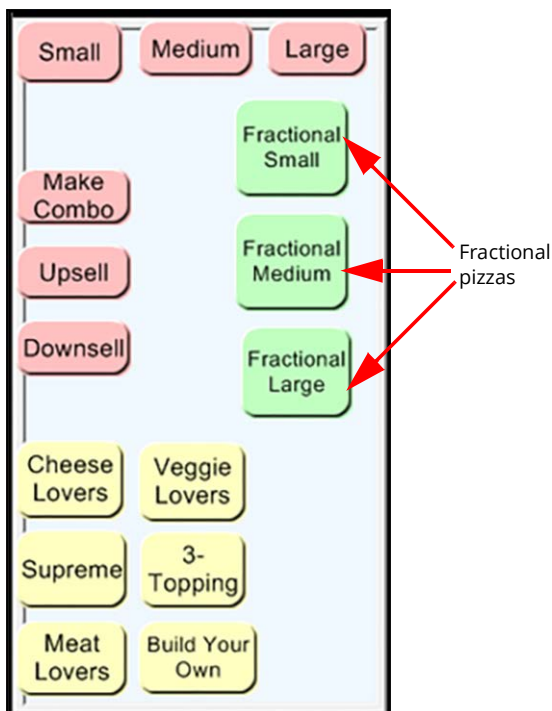 Small
Medium
Large
Fractional
Small
Make
Combo
Fractional
Medium
Upsell
Fractional
pizzas
Downsell
Fractional
Large
Cheese
Lovers
Veggie
Lovers
Supreme
3-
Topping
Meat
Lovers
Build Your
Own